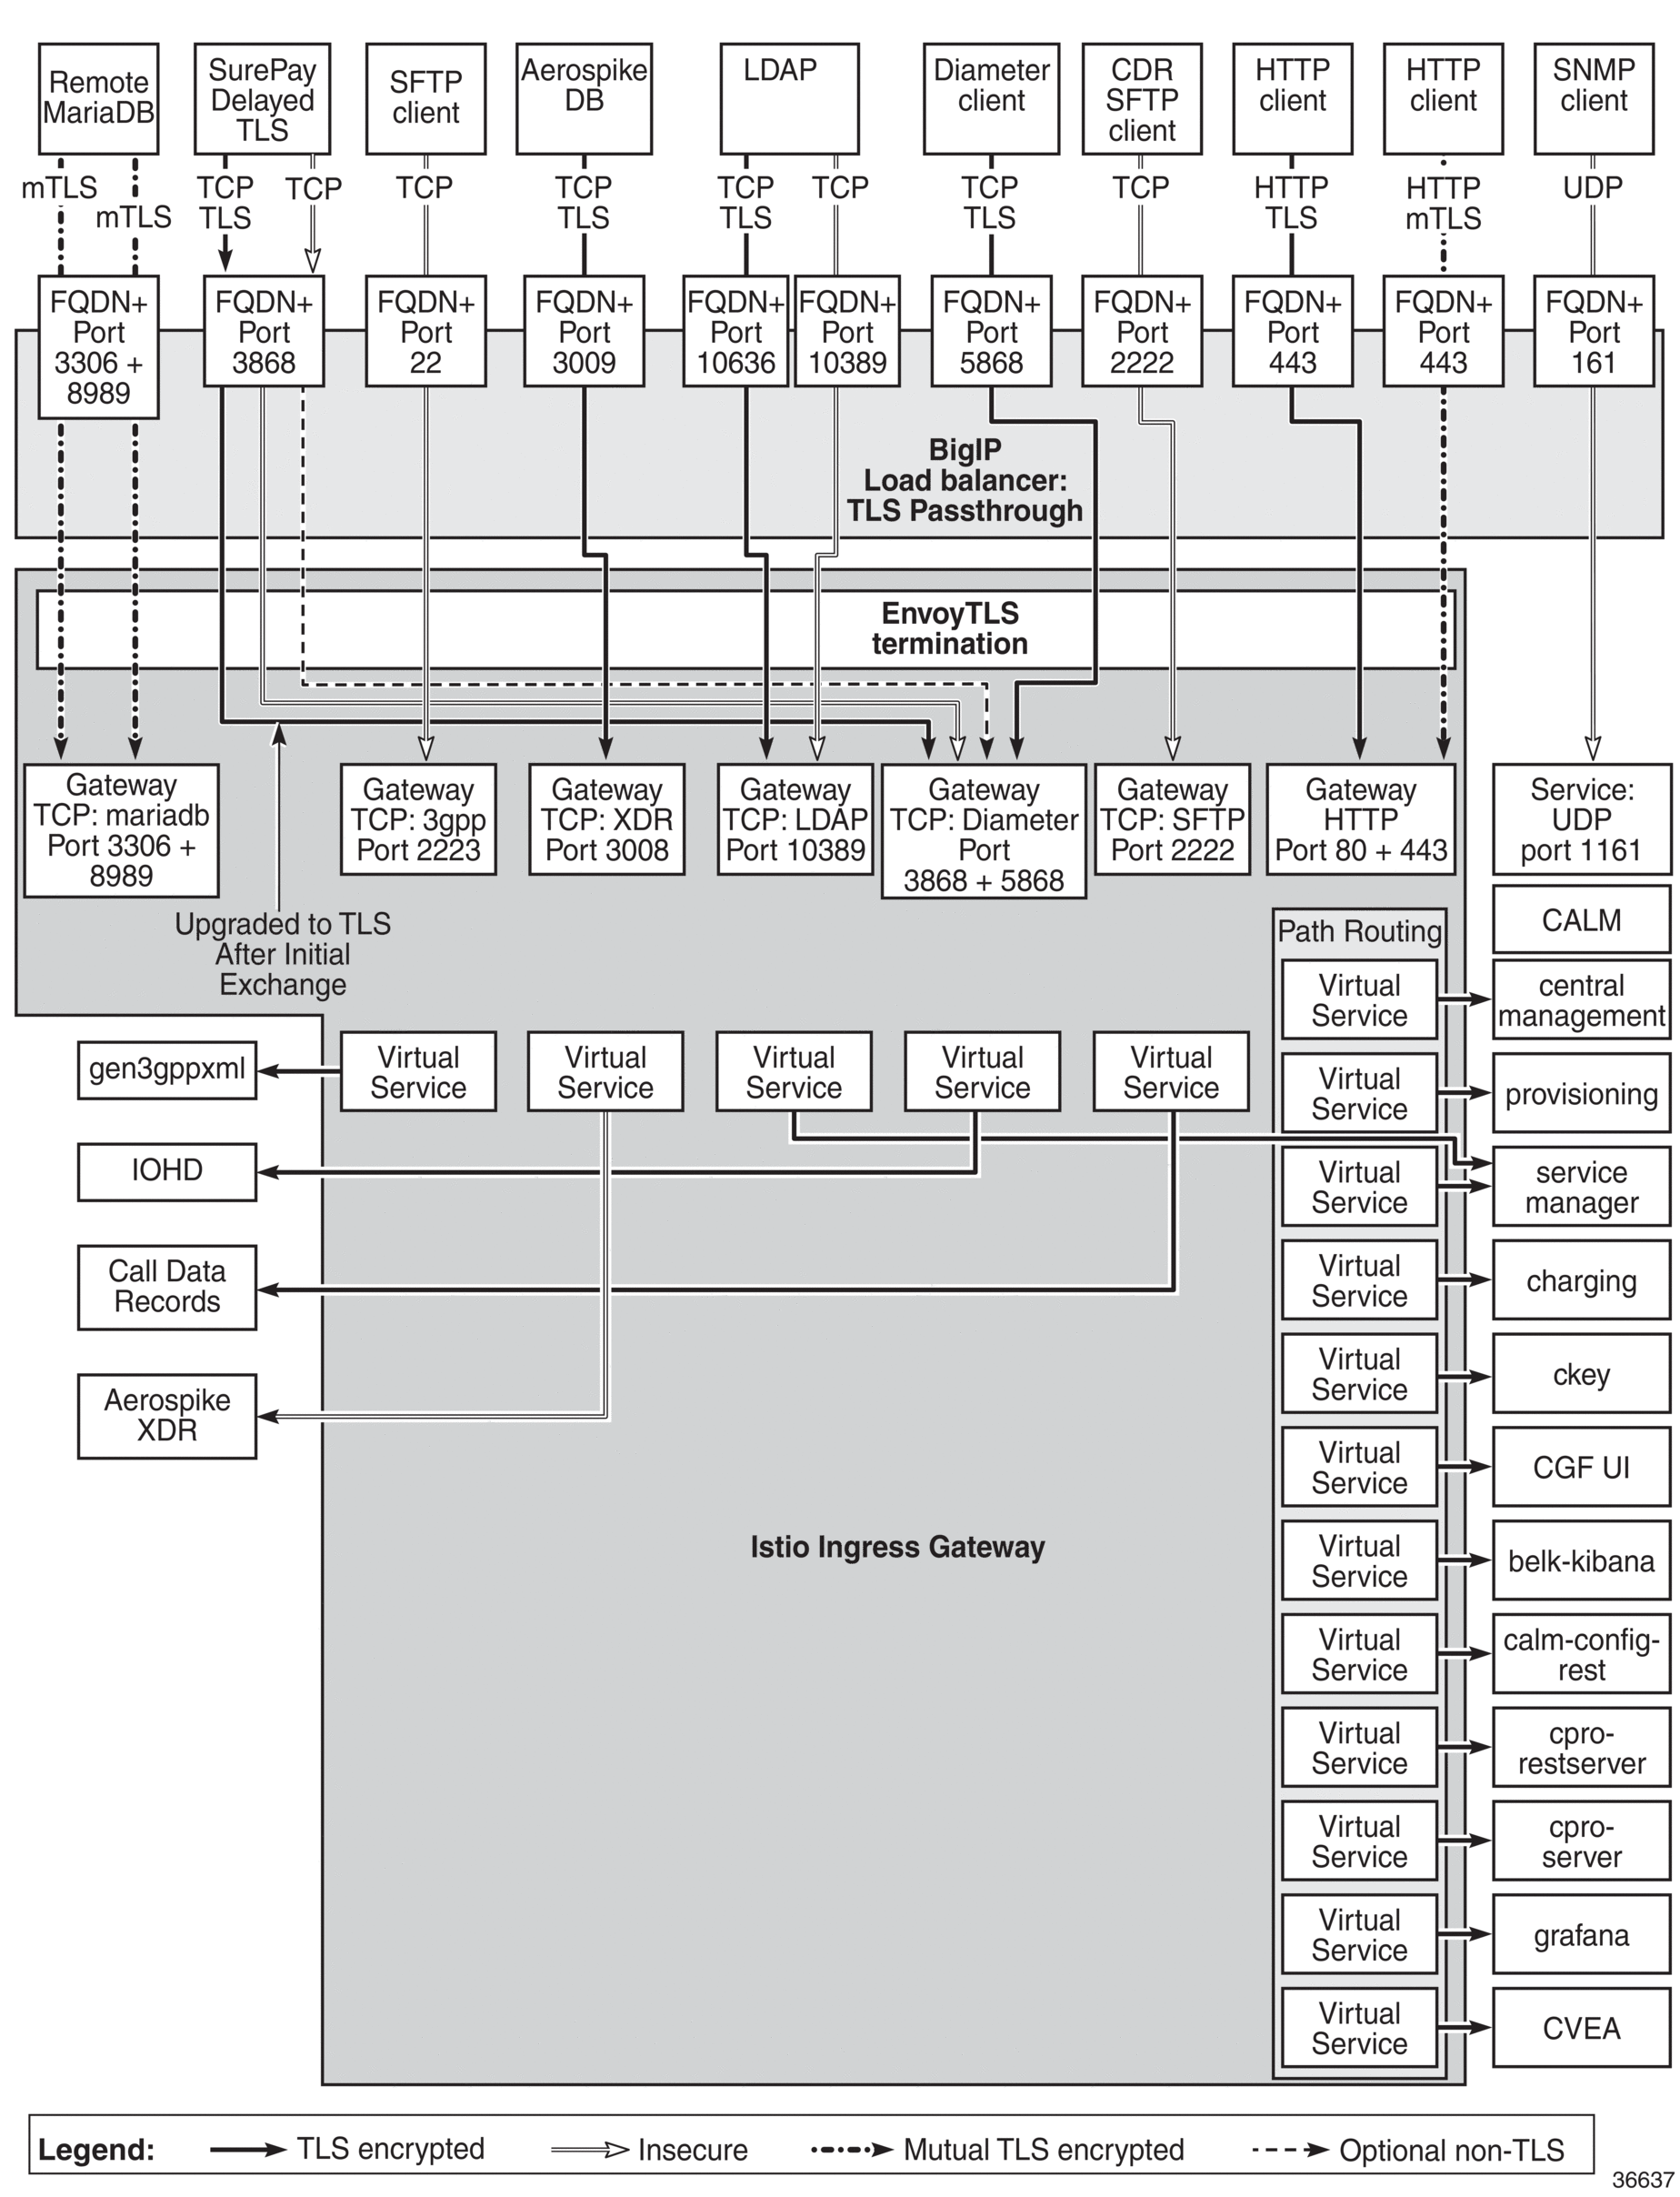 Remote
MariaDB
SurePay
Delayed
TLS
SFTP
client
Aerospike
DB
LDAP
Diameter
client
CDR
SFTP
client
HTTP
client
HTTP
client
SNMP
client
mTLS
mTLS
TCP
TLS
TCP
TCP
TCP
TLS
TCP
TLS
TCP
TCP
TLS
TCP
HTTP
TLS
HTTP
mTLS
UDP
FQDN+
Port
3306 +
8989
FQDN+
Port
3868
FQDN+
Port
22
FQDN+
Port
3009
FQDN+
Port
10636
FQDN+
Port
10389
FQDN+
Port
5868
FQDN+
Port
2222
FQDN+
Port
443
FQDN+
Port
443
FQDN+
Port
161
BigIP
Load balancer:
TLS Passthrough
EnvoyTLS
termination
Gateway
TCP: mariadb
Port 3306 +
8989
Gateway
TCP: 3gpp
Port 2223
Gateway
TCP: XDR
Port 3008
Gateway
TCP: LDAP
Port 10389
Gateway
TCP: Diameter
Port
3868 + 5868
Gateway
TCP: SFTP
Port 2222
Gateway
HTTP
Port 80 + 443
Service:
UDP
port 1161
Upgraded to TLS
After Initial
Exchange
CALM
Path Routing
Virtual
Service
central
management
gen3gppxml
Virtual
Service
Virtual
Service
Virtual
Service
Virtual
Service
Virtual
Service
Virtual
Service
provisioning
IOHD
Virtual
Service
service
manager
Call Data
Records
Virtual
Service
charging
Aerospike
XDR
Virtual
Service
ckey
Virtual
Service
CGF UI
Istio Ingress Gateway
Virtual
Service
belk-kibana
Virtual
Service
calm-config-
rest
Virtual
Service
cpro-
restserver
Virtual
Service
cpro-
server
Virtual
Service
grafana
Virtual
Service
CVEA
Legend:
TLS encrypted
Insecure
Mutual TLS encrypted
Optional non-TLS
36637